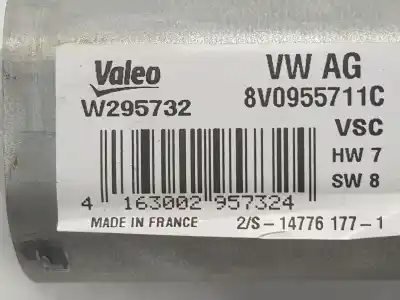 Valeo
VW AG
W295732
8V0955711C
VSC
HW 7
SW 8
4 163002 957324
MADE IN FRANCE
2/S-14776 177-1